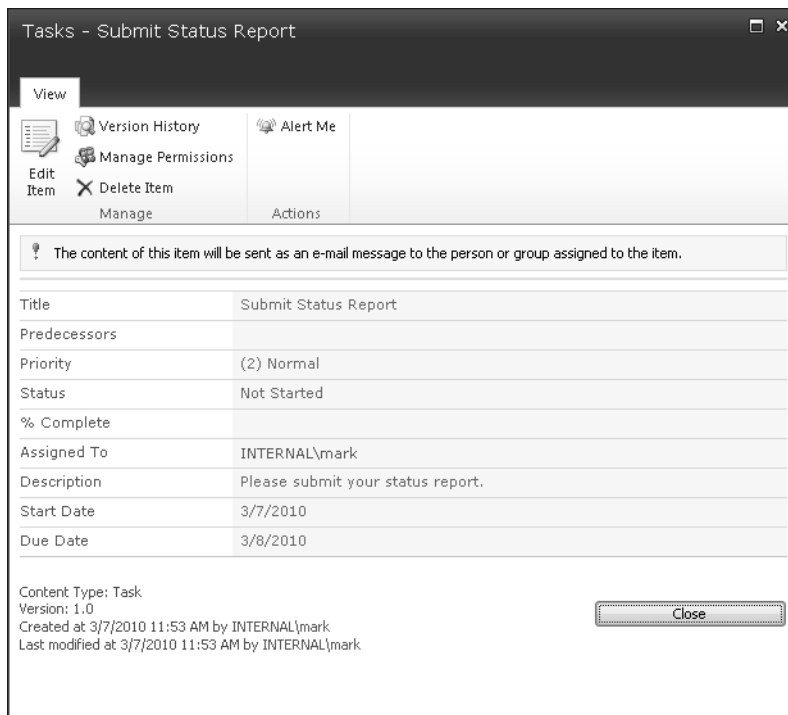 Tasks - Submit Status Report
View
Edit Item
Version History
Manage Permissions
Delete Item
Manage
Alert Me
Actions
The content of this item will be sent as an e-mail message to the person or group assigned to the item.
Title Submit Status Report
Predecessors
Priority (2) Normal
Status Not Started
% Complete
Assigned To INTERNAL\mark
Description Please submit your status report.
Start Date 3/7/2010
Due Date 3/8/2010
Content Type: Task
Version: 1.0
Created at 3/7/2010 11:53 AM by INTERNAL\mark
Last modified at 3/7/2010 11:53 AM by INTERNAL\mark
Close